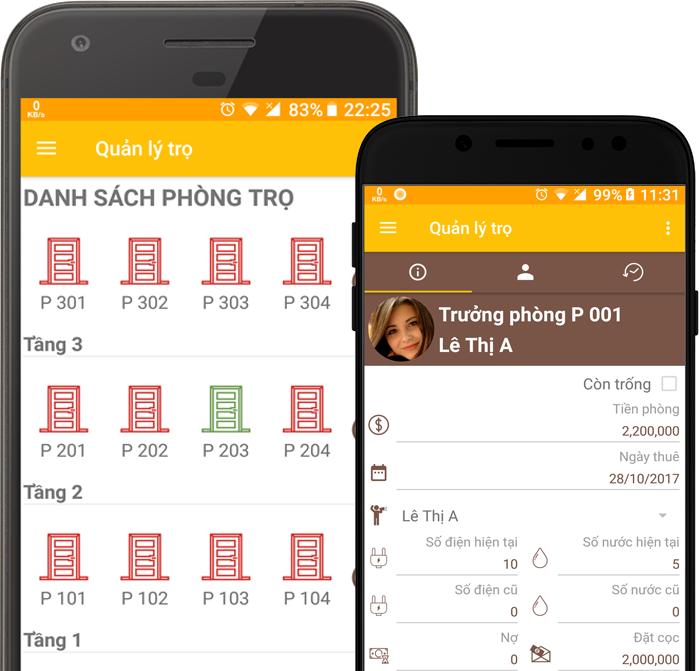 0
KB/s
83%
22:25
Quản lý trọ
DANH SÁCH PHÒNG TRỌ
P 301 P 302 P 303 P 304
Tầng 3
P 201 P 202 P 203 P 204
Tầng 2
P 101 P 102 P 103 P 104
Tầng 1
0
KB/s
99%
11:31
Quản lý trọ
Trưởng phòng P 001
Lê Thị A
Còn trống
Tiền phòng
2,200,000
Ngày thuê
28/10/2017
Lê Thị A
Số điện hiện tại Số nước hiện tại
10 5
Số điện cũ Số nước cũ
0 0
Nợ Đặt cọc
0 2,000,000